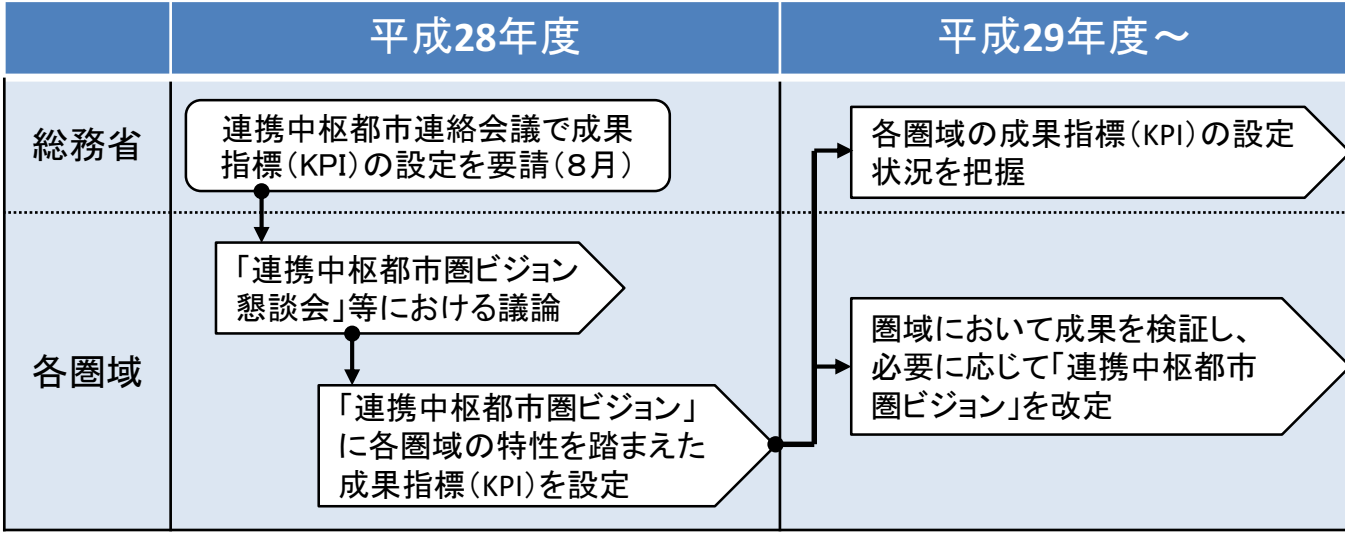 平成28年度
平成29年度～
総務省
連携中枢都市連絡会議で成果
指標（KPI）の設定を要請（８月）
各圏域の成果指標（KPI）の設定
状況を把握
各圏域
「連携中枢都市圏ビジョン
懇談会」等における議論
「連携中枢都市圏ビジョン」
に各圏域の特性を踏まえた
成果指標（KPI）を設定
圏域において成果を検証し、
必要に応じて「連携中枢都市
圏ビジョン」を改定